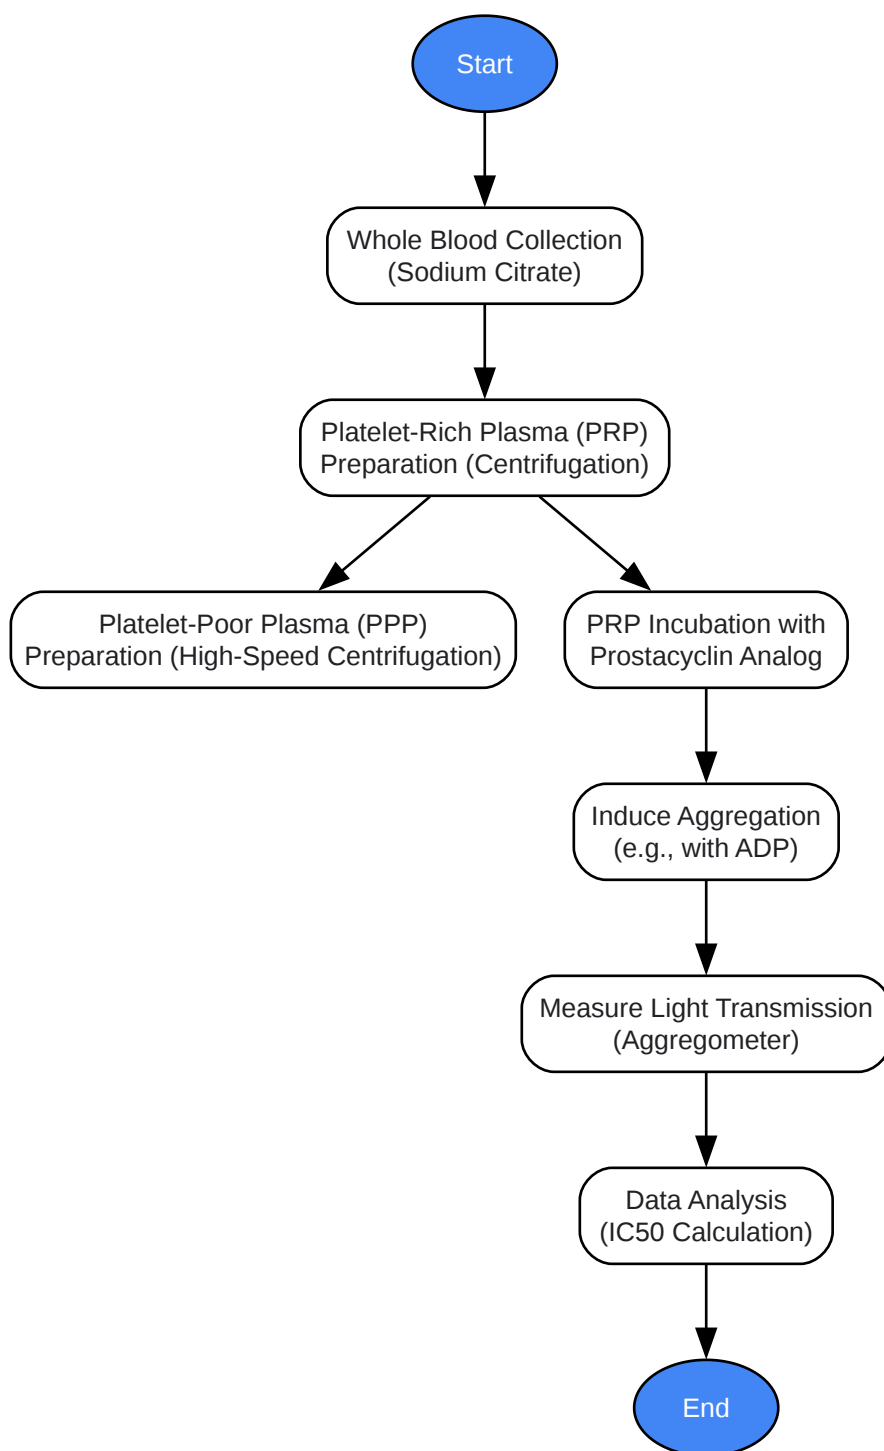 Start
Whole Blood Collection
(Sodium Citrate)
Platelet-Rich Plasma (PRP)
Preparation (Centrifugation)
Platelet-Poor Plasma (PPP)
Preparation (High-Speed Centrifugation)
PRP Incubation with
Prostacyclin Analog
Induce Aggregation
(e.g., with ADP)
Measure Light Transmission
(Aggregometer)
Data Analysis
(IC50 Calculation)
End